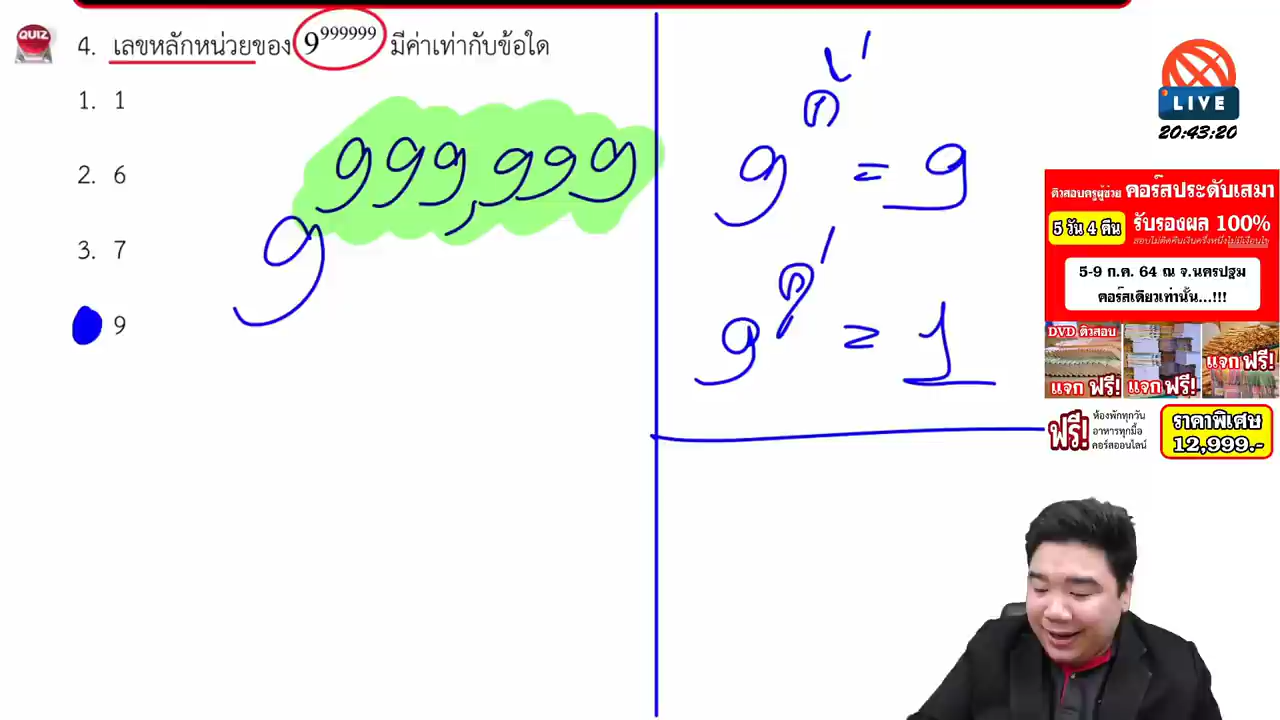 QUIZ
4. เลขหลักหน่วยของ 9^999999 มีค่าเท่ากับข้อใด
1. 1
2. 6
3. 7
9
9^999,999
9 = 9
9 = 1
LIVE
20:43:20
ติวสอบครูผู้ช่วย คอร์สประดับเสมา
5 วัน 4 คืน
รับรองผล 100%
5-9 ก.ค. 64 ณ จ.นครปฐม
คอร์สเดียวเท่านั้น...!!!
DVD ติวสอบ
แจก ฟรี!
แจก ฟรี!
แจก ฟรี!
ฟรี!
ห้องพักทุกวัน
อาหารทุกมื้อ
คอร์สออนไลน์
ราคาพิเศษ
12,999.-